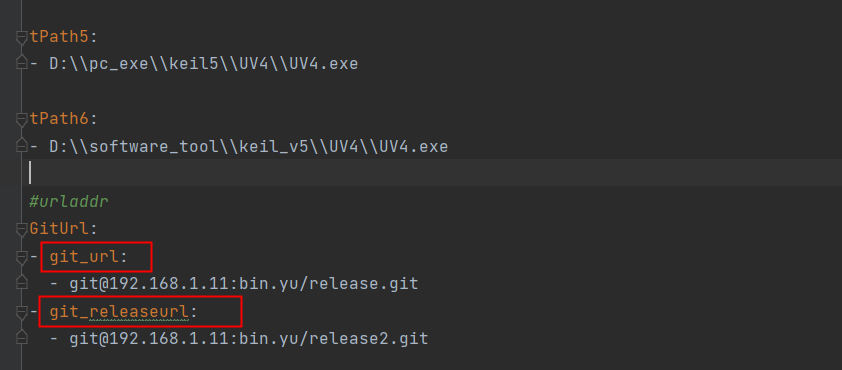 tPath5:
- D:\\pc_exe\\keil5\\UV4\\UV4.exe
tPath6:
- D:\\software_tool\\keil_v5\\UV4\\UV4.exe
#urladdr
GitUrl:
- git_url:
- git@192.168.1.11:bin.yu/release.git
- git_releaseurl:
- git@192.168.1.11:bin.yu/release2.git